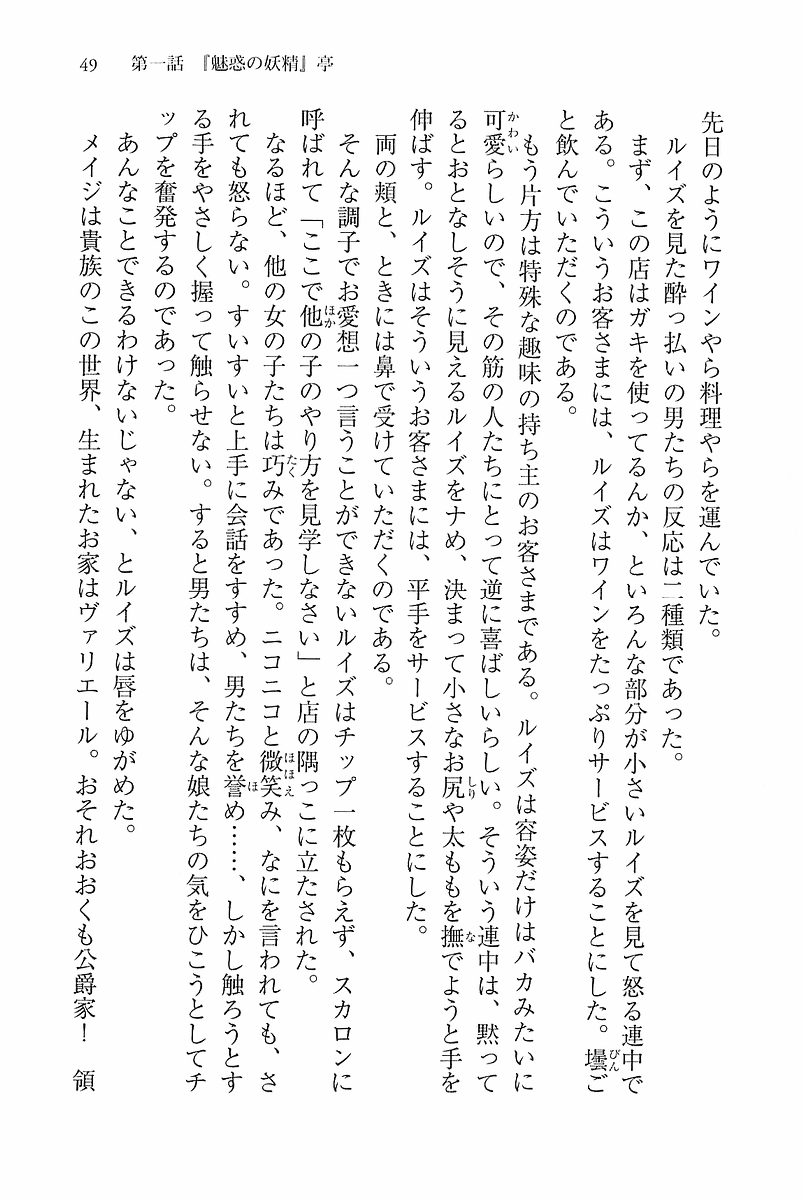 49　第一話　『魅惑の妖精』亭
先日のようにワインやら料理やらを運んでいた。
　ルイズを見た酔っ払いの男たちの反応は二種類であった。
　まず、この店はガキを使ってるんか、といろんな部分が小さいルイズを見て怒る連中で
ある。こういうお客さまには、ルイズはワインをたっぷりサービスすることにした。壜ご
と飲んでいただくのである。
　もう片方は特殊な趣味の持ち主のお客さまである。ルイズは容姿だけはバカみたいに
可愛らしいので、その筋の人たちにとって逆に喜ばしいらしい。そういう連中は、黙って
るとおとなしそうに見えるルイズをナめ、決まって小さなお尻や太ももを撫でようと手を
伸ばす。ルイズはそういうお客さまには、平手をサービスすることにした。
　両の頬と、ときには鼻で受けていただくのである。
　そんな調子でお愛想一つ言うことができないルイズはチップ一枚もらえず、スカロンに
呼ばれて「ここで他の子のやり方を見学しなさい」と店の隅っこに立たされた。
　なるほど、他の女の子たちは巧みであった。ニコニコと微笑み、なにを言われても、さ
れても怒らない。すいすいと上手に会話をすすめ、男たちを誉め……、しかし触ろうとす
る手をやさしく握って触らせない。すると男たちは、そんな娘たちの気をひこうとしてチ
ップを奮発するのであった。
　あんなことできるわけないじゃない、とルイズは唇をゆがめた。
　メイジは貴族のこの世界、生まれたお家はヴァリエール。おそれおおくも公爵家！　領